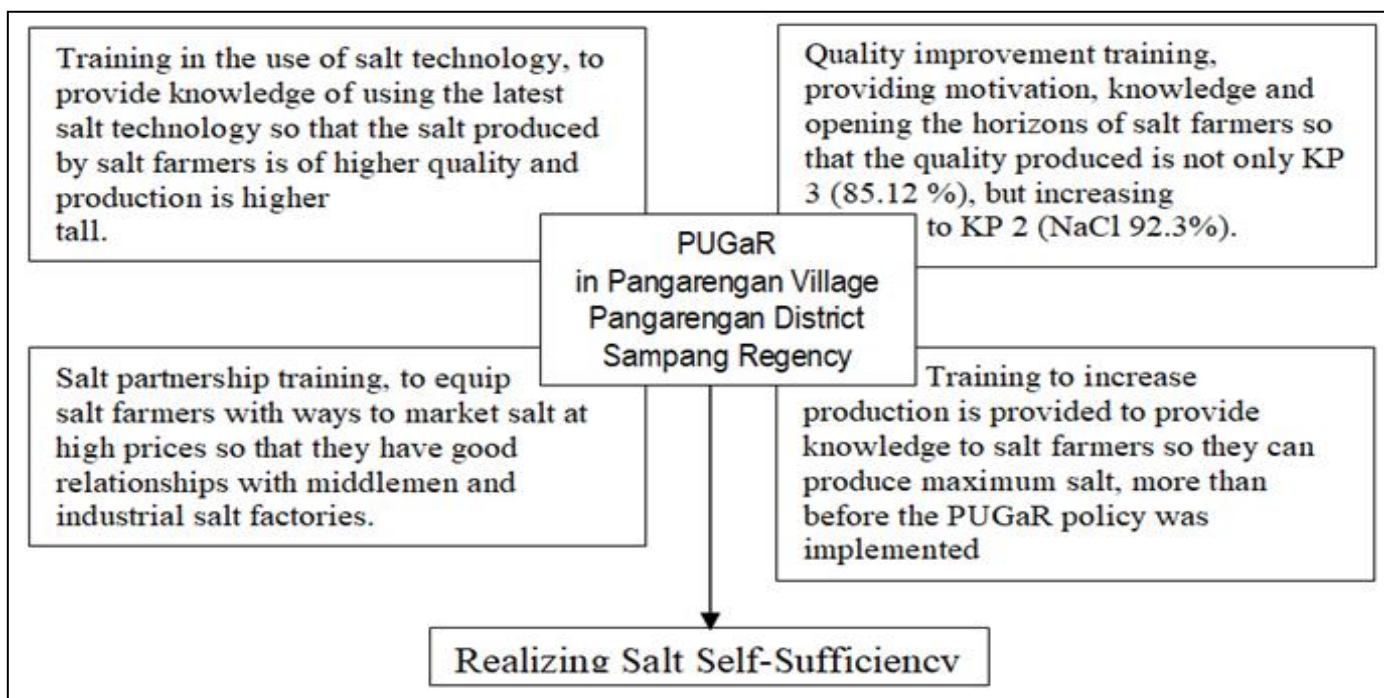 Training in the use of salt technology, to
provide knowledge of using the latest
salt technology so that the salt produced
by salt farmers is of higher quality and
production is higher
tall.
Quality improvement training,
providing motivation, knowledge and
opening the horizons of salt farmers so
that the quality produced is not only KP
3 (85.12 %), but increasing
to KP 2 (NaCl 92.3%).
PUGaR
in Pangarengan Village
Pangarengan District
Sampang Regency
Salt partnership training, to equip
salt farmers with ways to market salt at
high prices so that they have good
relationships with middlemen and
industrial salt factories.
Training to increase
production is provided to provide
knowledge to salt farmers so they can
produce maximum salt, more than
before the PUGaR policy was
implemented
Realizing Salt Self-Sufficiency